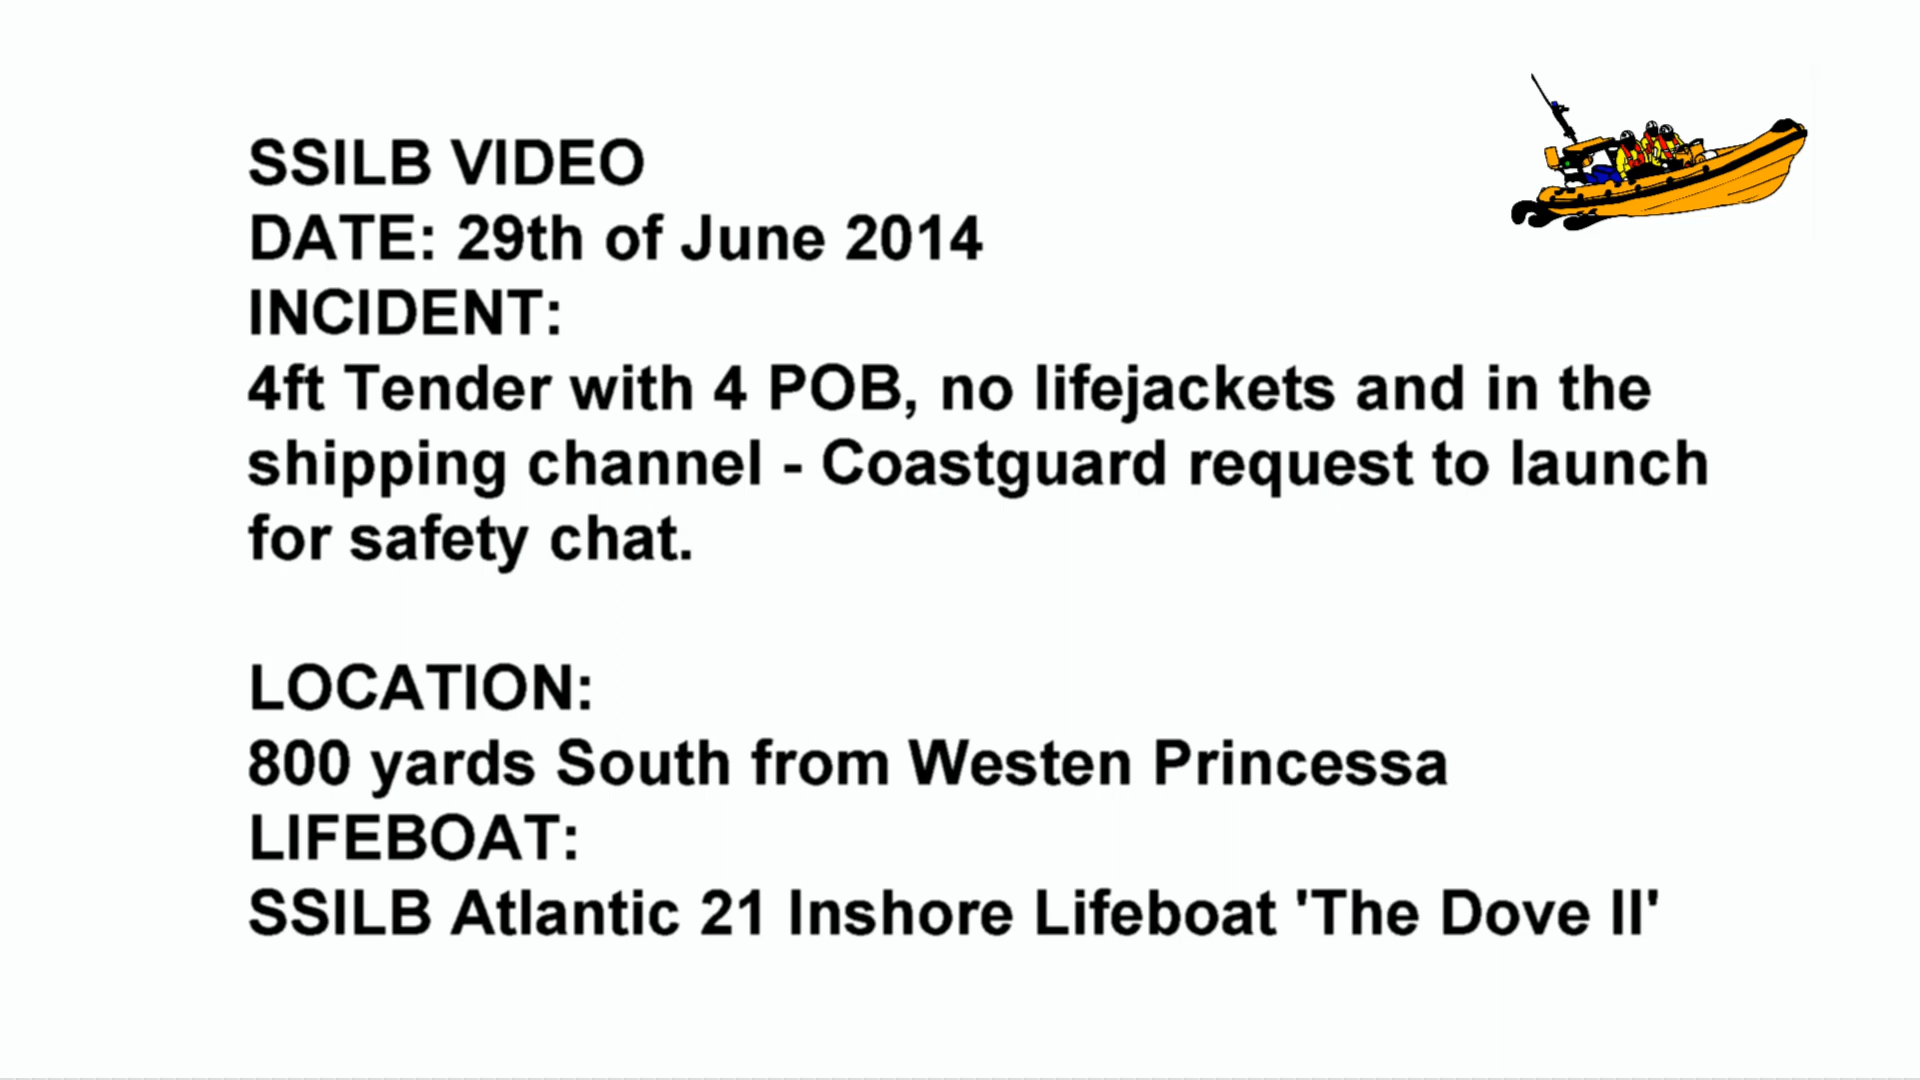 SSILB VIDEO
DATE: 29th of June 2014
INCIDENT:
4ft Tender with 4 POB, no lifejackets and in the
shipping channel - Coastguard request to launch
for safety chat.
LOCATION:
800 yards South from Westen Princessa
LIFEBOAT:
SSILB Atlantic 21 Inshore Lifeboat 'The Dove II'